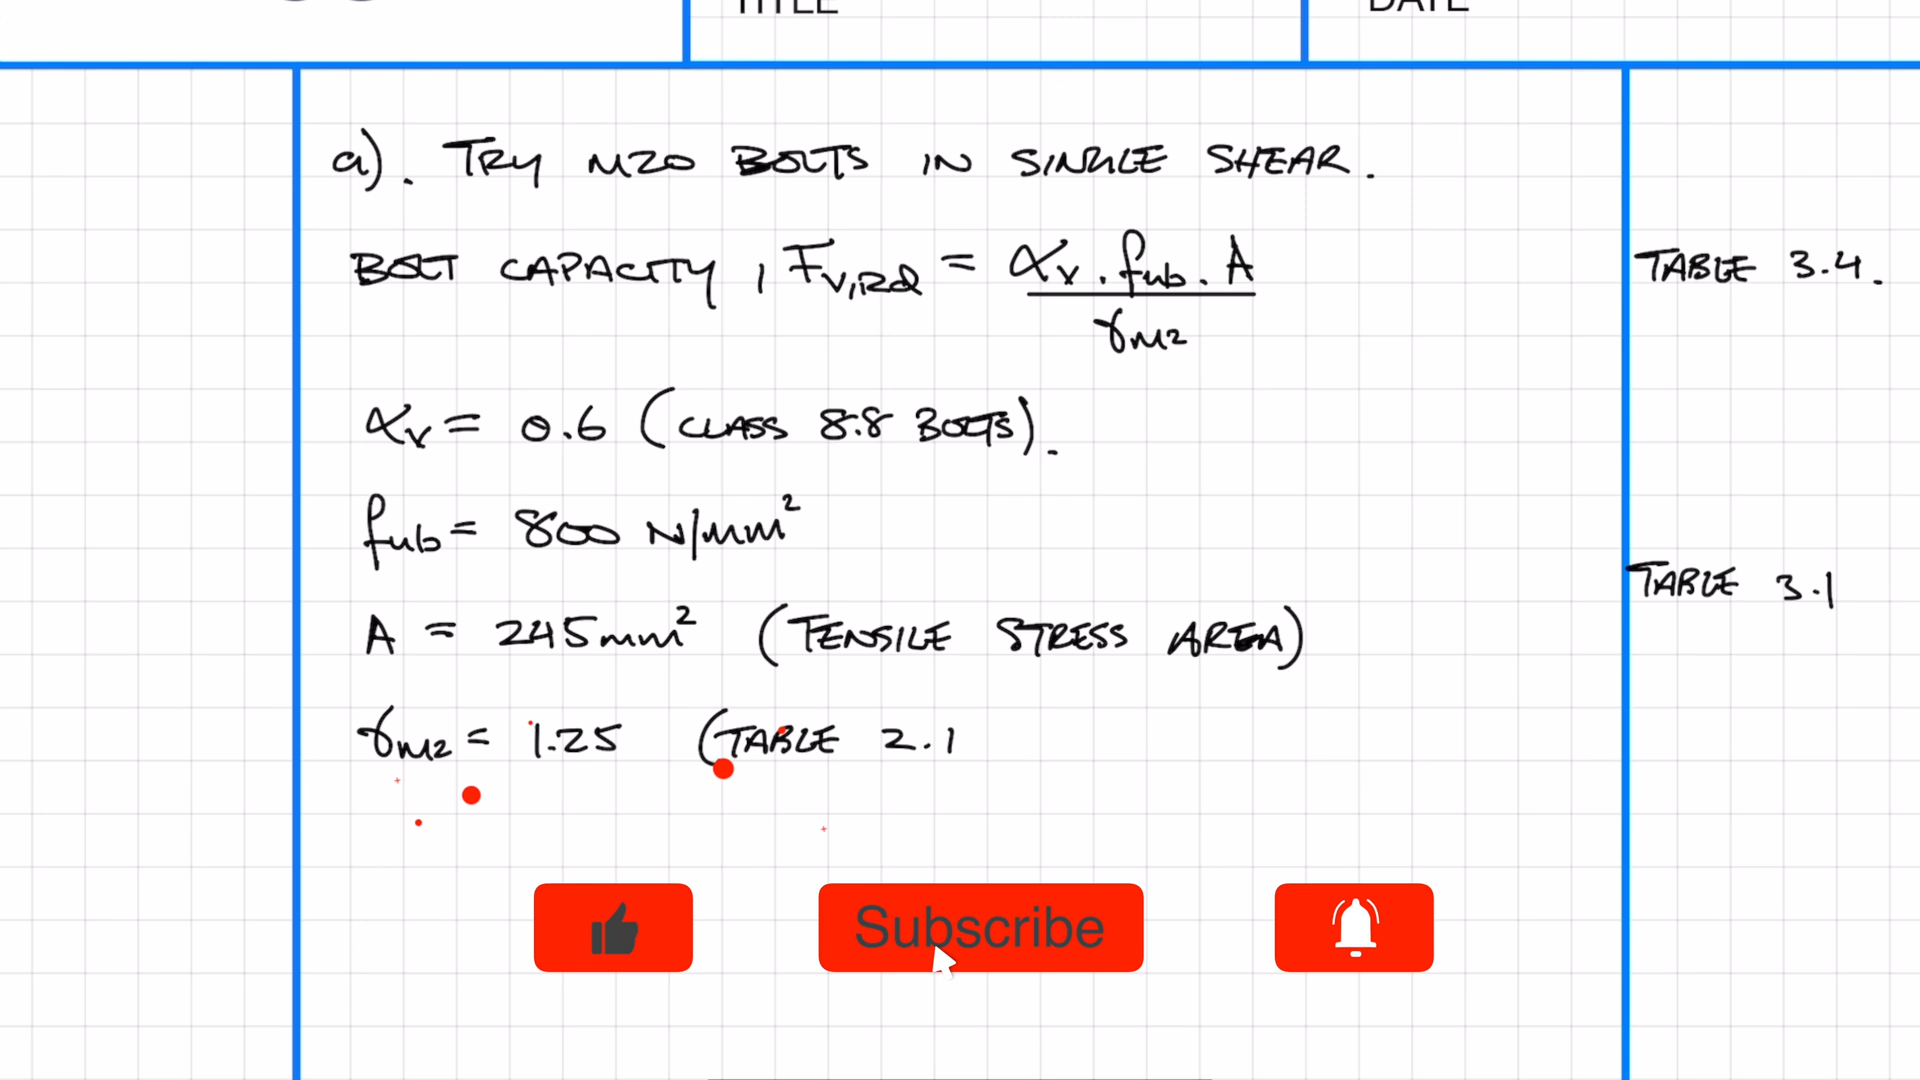 TITLE
DATE
a). TRY M20 BOLTS IN SINGLE SHEAR.
BOLT CAPACITY, Fv,Rd = αv . fub . A
γM2
TABLE 3.4.
αv = 0.6 (CLASS 8.8 BOLTS).
fub = 800 N/mm²
TABLE 3.1
A = 245mm² (TENSILE STRESS AREA)
γM2 = 1.25 (TABLE 2.1
Subscribe